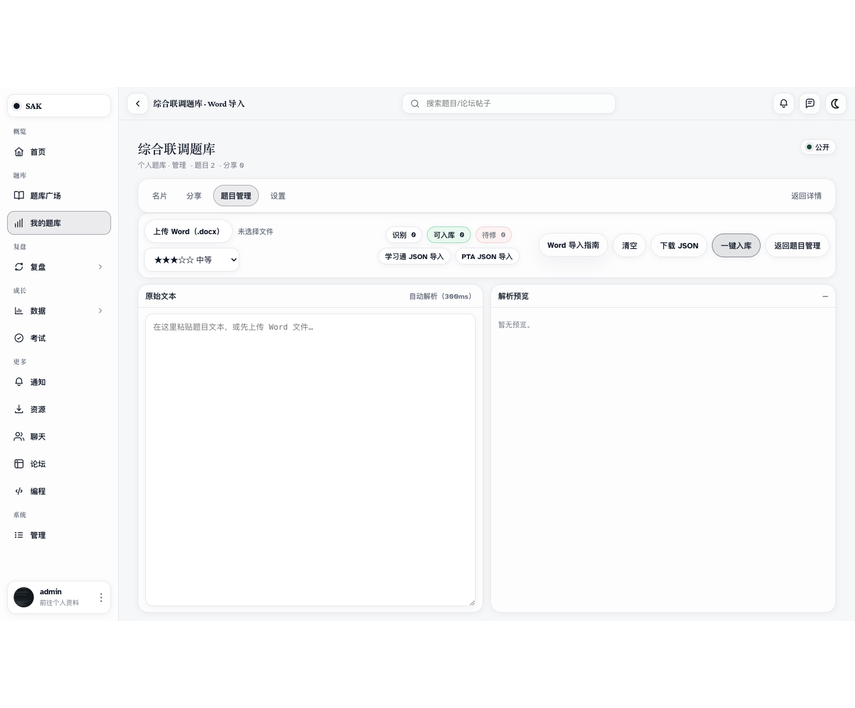 SAK
概览
首页
题库
题库广场
我的题库
复盘
复盘
成长
数据
考试
更多
通知
资源
聊天
论坛
编程
系统
管理
admin
前往个人资料
综合联调题库 · Word 导入
搜索题目/论坛帖子
综合联调题库
个人题库 · 管理 · 题目 2 · 分享 0
公开
名片 分享 题目管理 设置 返回详情
上传 Word（.docx） 未选择文件
★★★☆☆ 中等
识别 0 可入库 0 待修 0
学习通 JSON 导入 PTA JSON 导入
Word 导入指南 清空 下载 JSON 一键入库 返回题目管理
原始文本 自动解析（300ms）
在这里粘贴题目文本，或先上传 Word 文件…
解析预览 —
暂无预览。